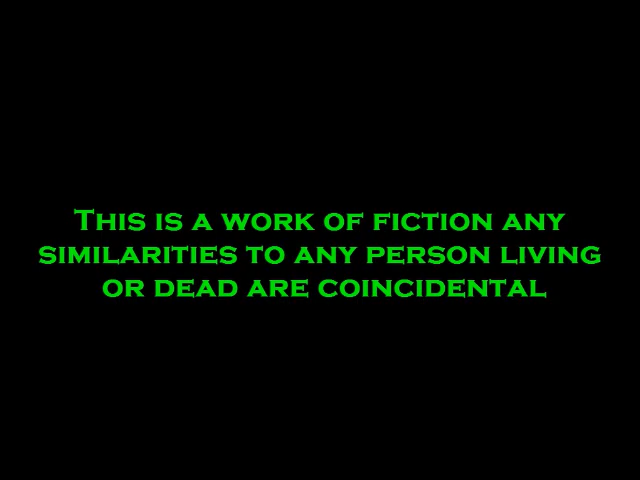 This is a work of fiction any
similarities to any person living
or dead are coincidental